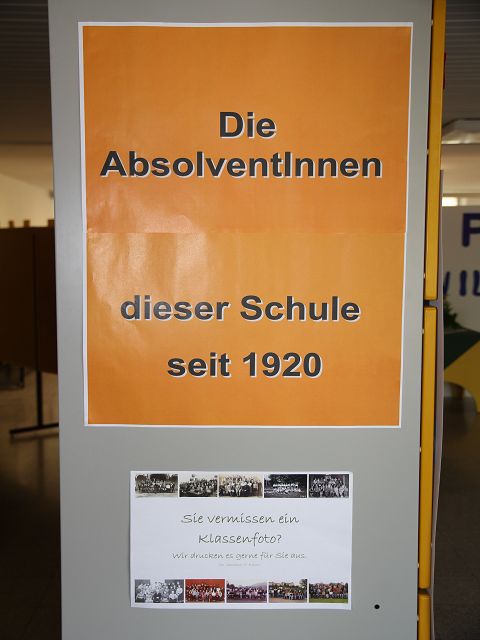 Die
AbsolventInnen
dieser Schule
seit 1920
Sie vermissen ein
Klassenfoto?
Wir drucken es gerne für Sie aus.